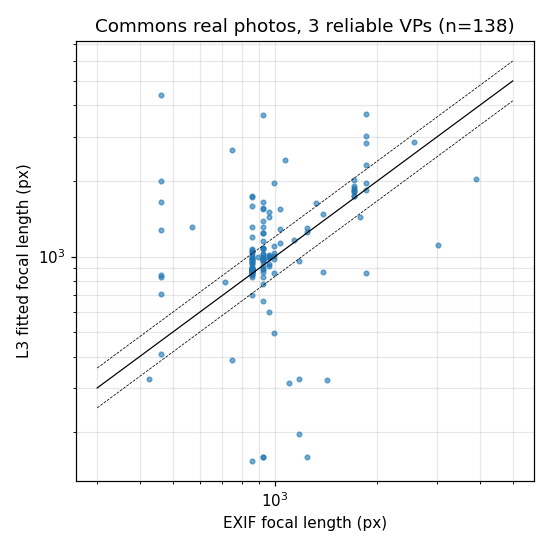 Commons real photos, 3 reliable VPs (n=138)
L3 fitted focal length (px)
10³
10³
EXIF focal length (px)